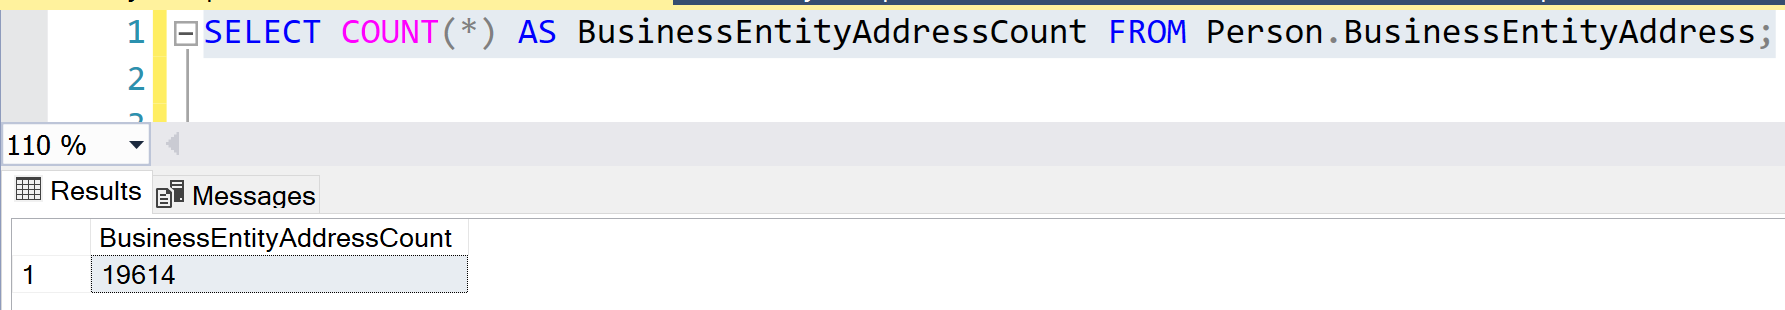 1 SELECT COUNT(*) AS BusinessEntityAddressCount FROM Person.BusinessEntityAddress;
2
110 %
Results Messages
BusinessEntityAddressCount
1 19614